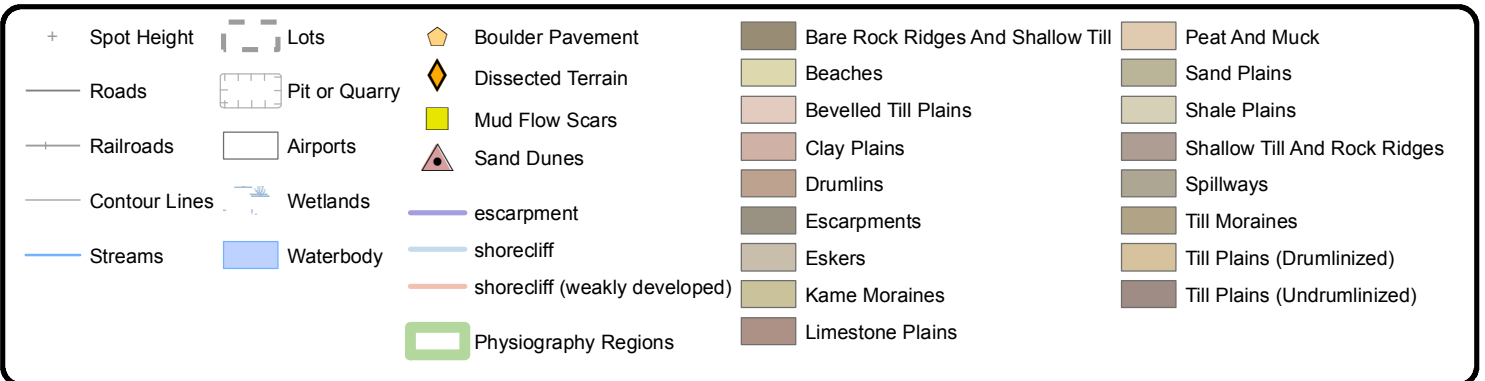 Spot Height
Roads
Railroads
Contour Lines
Streams
Lots
Pit or Quarry
Airports
Wetlands
Waterbody
Boulder Pavement
Dissected Terrain
Mud Flow Scars
Sand Dunes
escarpment
shorecliff
shorecliff (weakly developed)
Physiography Regions
Bare Rock Ridges And Shallow Till
Beaches
Bevelled Till Plains
Clay Plains
Drumlins
Escarpments
Eskers
Kame Moraines
Limestone Plains
Peat And Muck
Sand Plains
Shale Plains
Shallow Till And Rock Ridges
Spillways
Till Moraines
Till Plains (Drumlinized)
Till Plains (Undrumlinized)